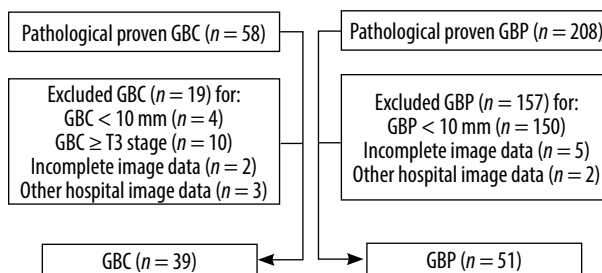 Pathological proven GBC (n = 58)
Excluded GBC (n = 19) for:
GBC < 10 mm (n = 4)
GBC ≥ T3 stage (n = 10)
Incomplete image data (n = 2)
Other hospital image data (n = 3)
GBC (n = 39)
Pathological proven GBP (n = 208)
Excluded GBP (n = 157) for:
GBP < 10 mm (n = 150)
Incomplete image data (n = 5)
Other hospital image data (n = 2)
GBP (n = 51)